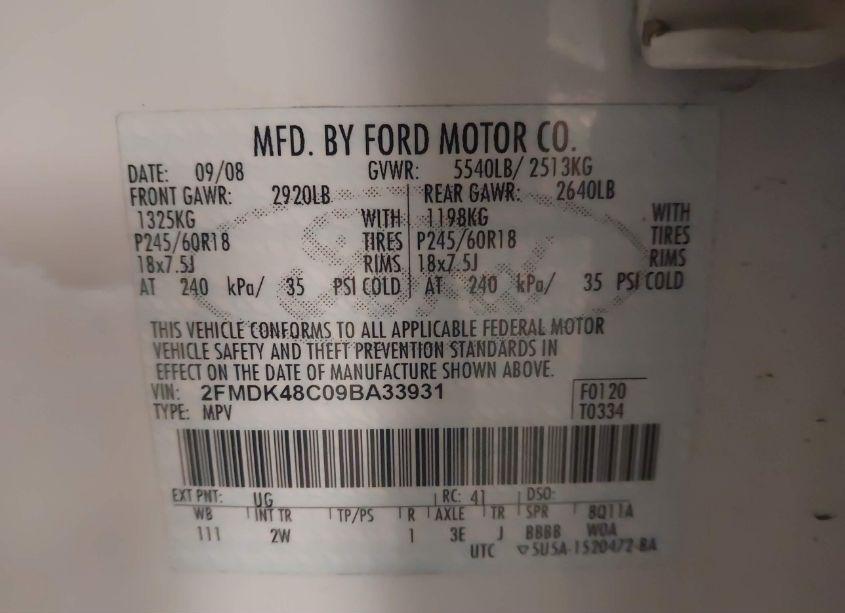 MFD. BY FORD MOTOR CO.
DATE: 09/08 GVWR: 5540LB/ 2513KG
FRONT GAWR: 2920LB REAR GAWR: 2640LB
1325KG WITH 1198KG WITH
P245/60R18 TIRES P245/60R18 TIRES
18x7.5J RIMS 18x7.5J RIMS
AT 240 kPa/ 35 PSI COLD AT 240 kPa/ 35 PSI COLD
THIS VEHICLE CONFORMS TO ALL APPLICABLE FEDERAL MOTOR
VEHICLE SAFETY AND THEFT PREVENTION STANDARDS IN
EFFECT ON THE DATE OF MANUFACTURE SHOWN ABOVE.
VIN: 2FMDK48C09BA33931 F0120
TYPE: MPV T0334
EXT PNT: UG RC: 41 DSO:
WB INT TR TP/PS R AXLE TR SPR 8Q11A
111 2W 1 3E J BBBB WOA
UTC 5U5A-1520472-BA